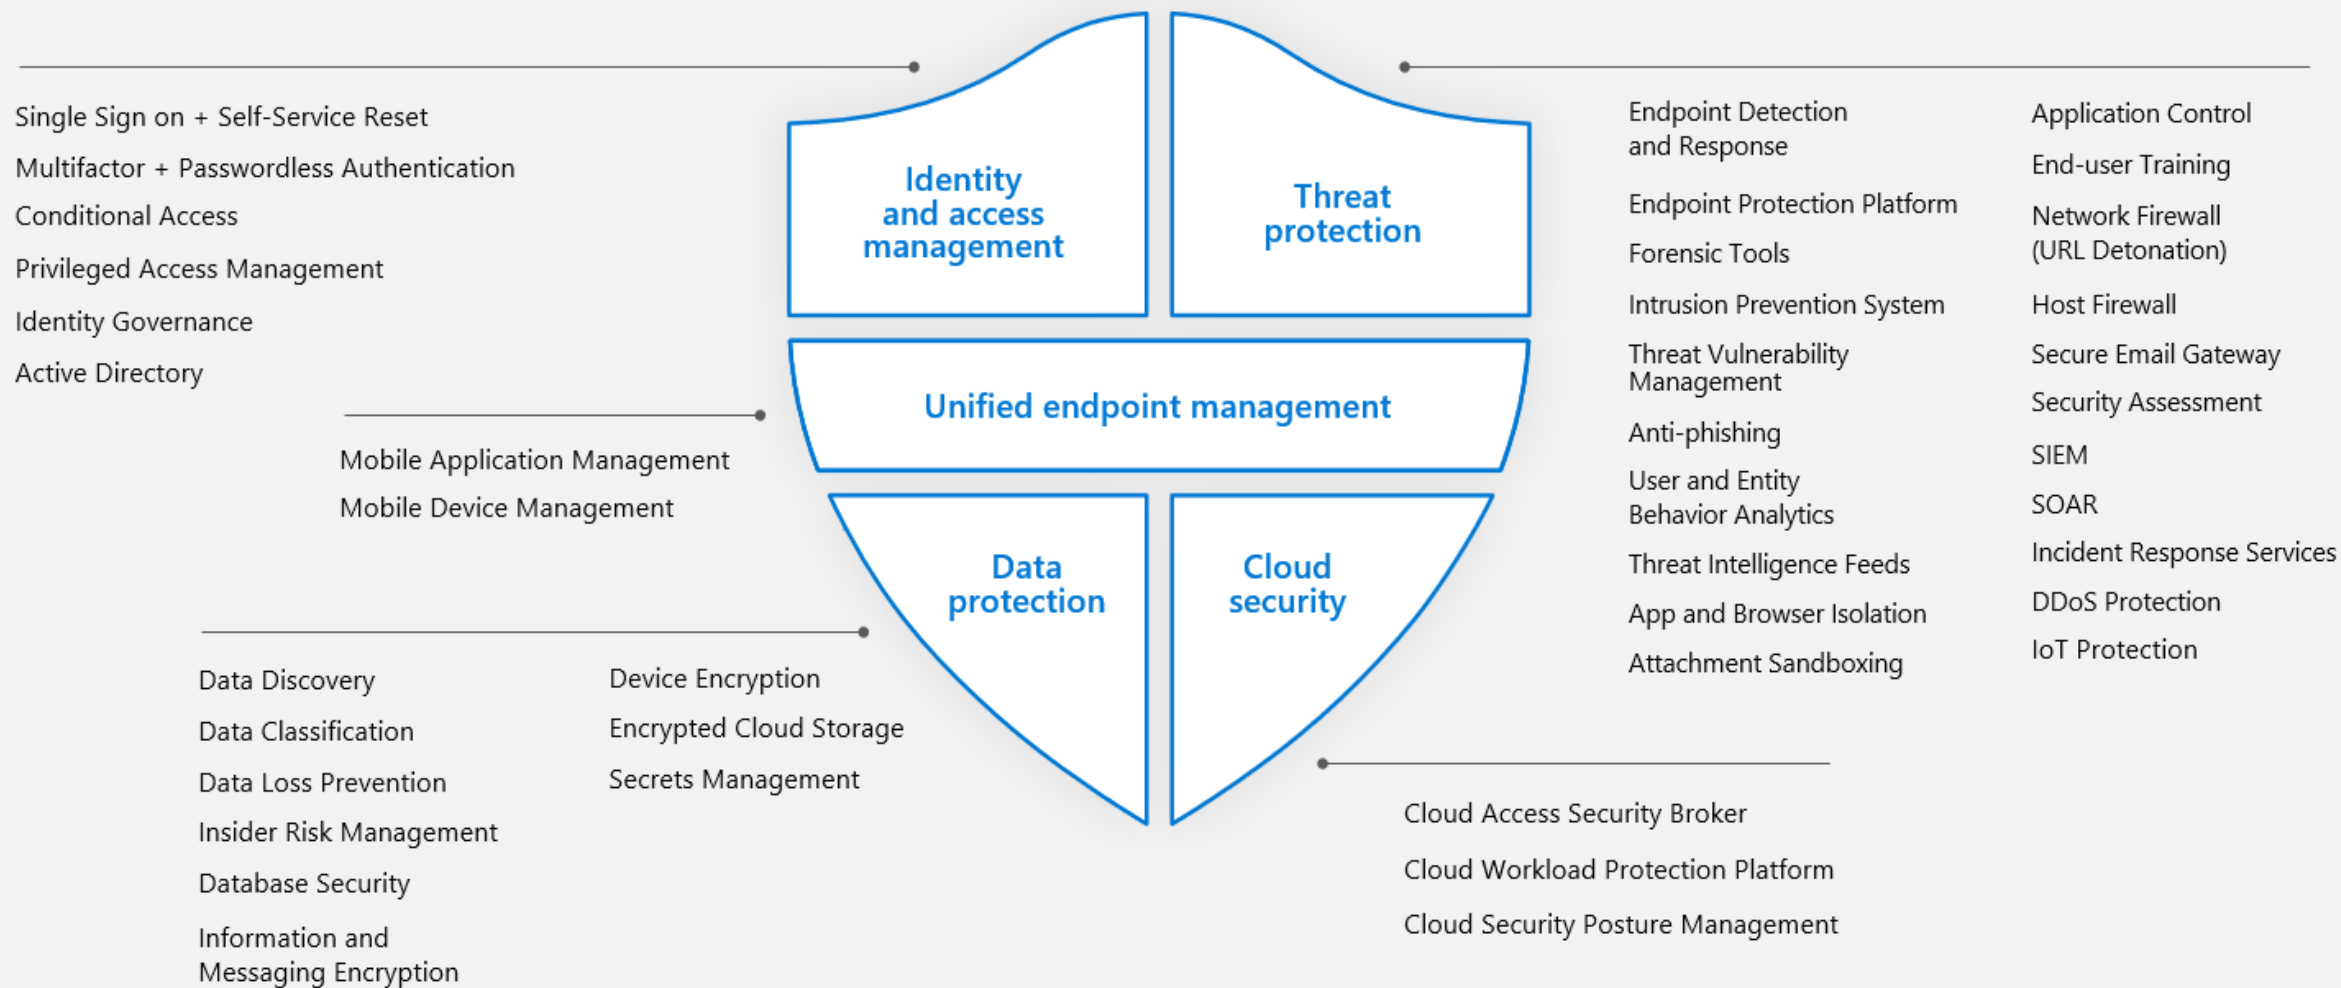 Single Sign on + Self-Service Reset
Multifactor + Passwordless Authentication
Conditional Access
Privileged Access Management
Identity Governance
Active Directory
Identity
and access
management
Threat
protection
Endpoint Detection
and Response
Endpoint Protection Platform
Forensic Tools
Intrusion Prevention System
Threat Vulnerability
Management
Anti-phishing
User and Entity
Behavior Analytics
Threat Intelligence Feeds
App and Browser Isolation
Attachment Sandboxing
Application Control
End-user Training
Network Firewall
(URL Detonation)
Host Firewall
Secure Email Gateway
Security Assessment
SIEM
SOAR
Incident Response Services
DDoS Protection
IoT Protection
Unified endpoint management
Mobile Application Management
Mobile Device Management
Data
protection
Cloud
security
Data Discovery
Data Classification
Data Loss Prevention
Insider Risk Management
Database Security
Information and
Messaging Encryption
Device Encryption
Encrypted Cloud Storage
Secrets Management
Cloud Access Security Broker
Cloud Workload Protection Platform
Cloud Security Posture Management